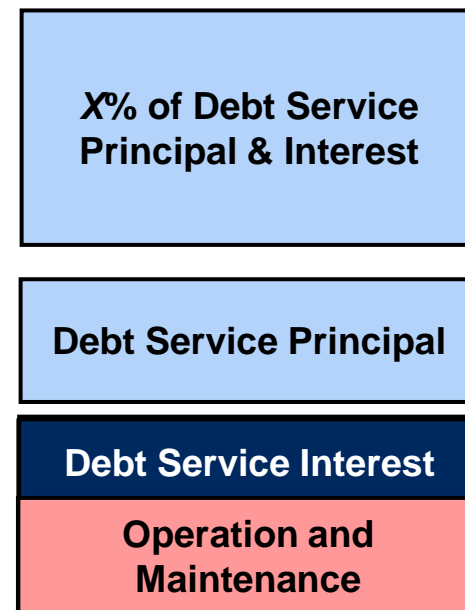 X% of Debt Service
Principal & Interest
Debt Service Principal
Debt Service Interest
Operation and
Maintenance